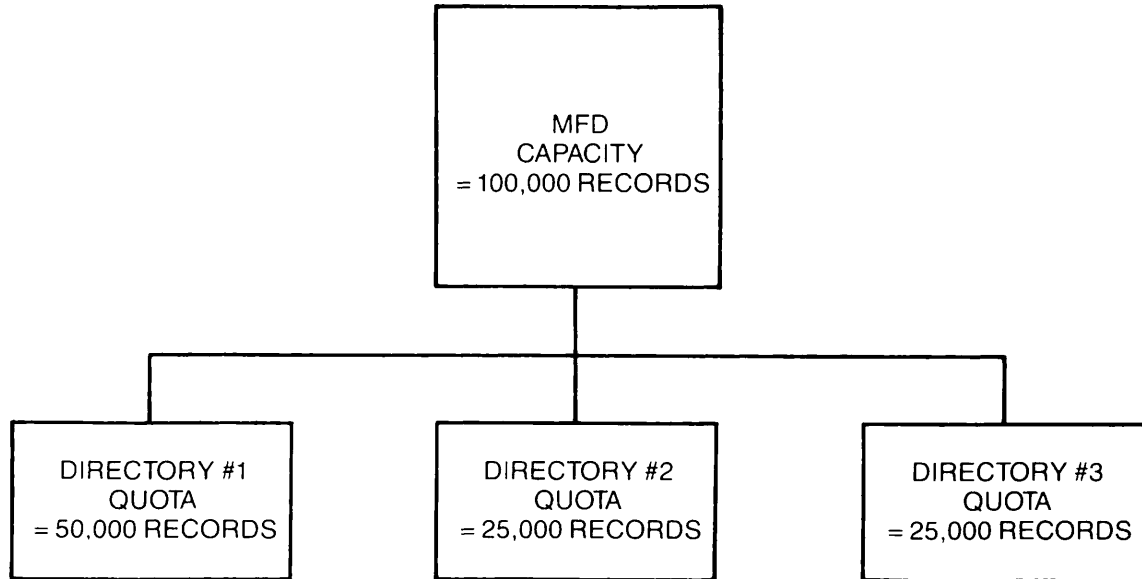 MFD
CAPACITY
= 100,000 RECORDS
DIRECTORY #1
QUOTA
= 50,000 RECORDS
DIRECTORY #2
QUOTA
= 25,000 RECORDS
DIRECTORY #3
QUOTA
= 25,000 RECORDS